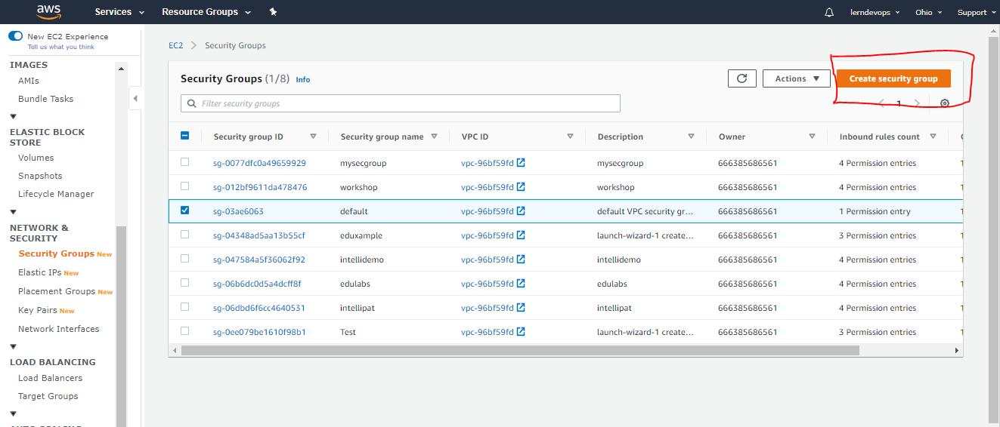 aws Services Resource Groups lerndevops Ohio Support
New EC2 Experience
Tell us what you think
IMAGES
AMIs
Bundle Tasks
ELASTIC BLOCK
STORE
Volumes
Snapshots
Lifecycle Manager
NETWORK &
SECURITY
Security Groups New
Elastic IPs New
Placement Groups New
Key Pairs New
Network Interfaces
LOAD BALANCING
Load Balancers
Target Groups
EC2 > Security Groups
Security Groups (1/8) Info
Actions Create security group
Filter security groups
1
Security group ID Security group name VPC ID Description Owner Inbound rules count
sg-0077dfc0a49659929 mysecgroup vpc-96bf59fd mysecgroup 666385686561 4 Permission entries
sg-012bf9611da478476 workshop vpc-96bf59fd workshop 666385686561 4 Permission entries
sg-03ae6063 default vpc-96bf59fd default VPC security gr... 666385686561 1 Permission entry
sg-04348ad5aa13b55cf eduxample vpc-96bf59fd launch-wizard-1 create... 666385686561 3 Permission entries
sg-047584a5f36062f92 intellidemo vpc-96bf59fd intellidemo 666385686561 4 Permission entries
sg-06b6dc0d5a4dcff8f edulabs vpc-96bf59fd edulabs 666385686561 4 Permission entries
sg-06dbd6f6cc4640531 intellipat vpc-96bf59fd intellipat 666385686561 4 Permission entries
sg-0ee079be1610f98b1 Test vpc-96bf59fd launch-wizard-1 create... 666385686561 3 Permission entries